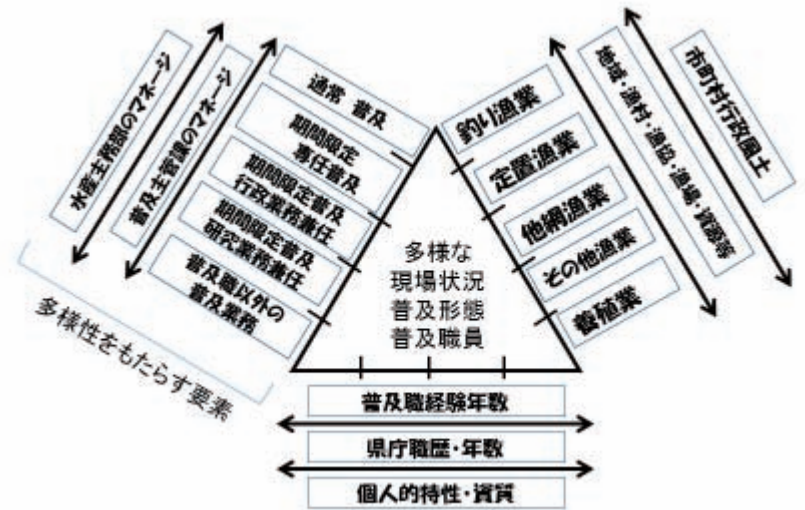 水産主務部のマネージ
普及主管課のマネージ
通常 普及
期間限定
専任普及
期間限定普及
行政業務兼任
期間限定普及
研究業務兼任
普及職以外の
普及業務
多様性をもたらす要素
釣り漁業
定置漁業
他網漁業
その他漁業
養殖業
地域・漁村・漁協・漁場・資源等
市町村行政風土
多様な
現場状況
普及形態
普及職員
普及職経験年数
県庁職歴・年数
個人的特性・資質